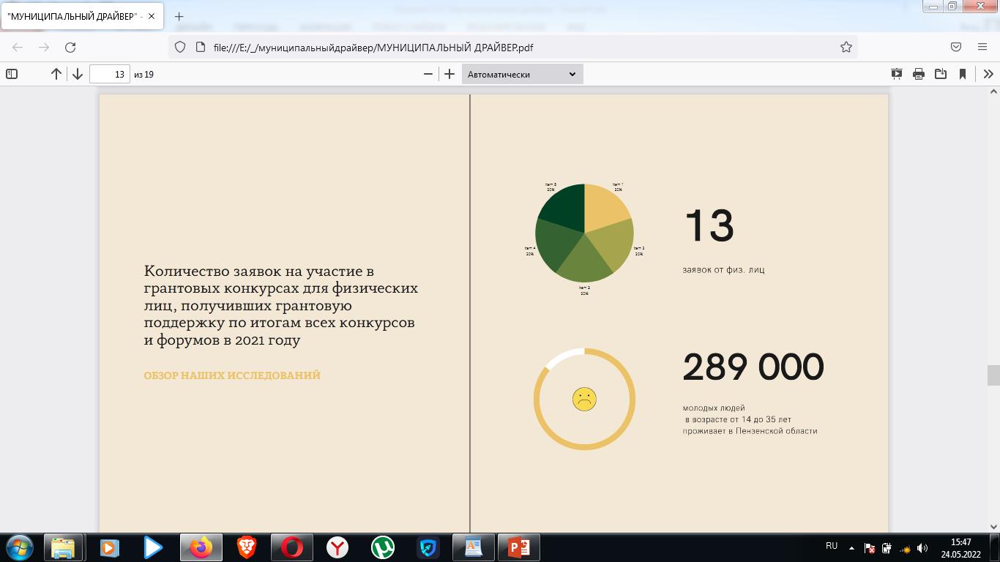 "МУНИЦИПАЛЬНЫЙ ДРАЙВЕР" -
file:///E:/_/муниципальныйдрайвер/МУНИЦИПАЛЬНЫЙ ДРАЙВЕР.pdf
13 из 19
Автоматически
Количество заявок на участие в
грантовых конкурсах для физических
лиц, получивших грантовую
поддержку по итогам всех конкурсов
и форумов в 2021 году
ОБЗОР НАШИХ ИССЛЕДОВАНИЙ
Item 5
20%
Item 1
20%
Item 4
20%
Item 3
20%
13
заявок от физ. лиц
289 000
молодых людей
в возрасте от 14 до 35 лет
проживает в Пензенской области
RU
15:47
24.05.2022